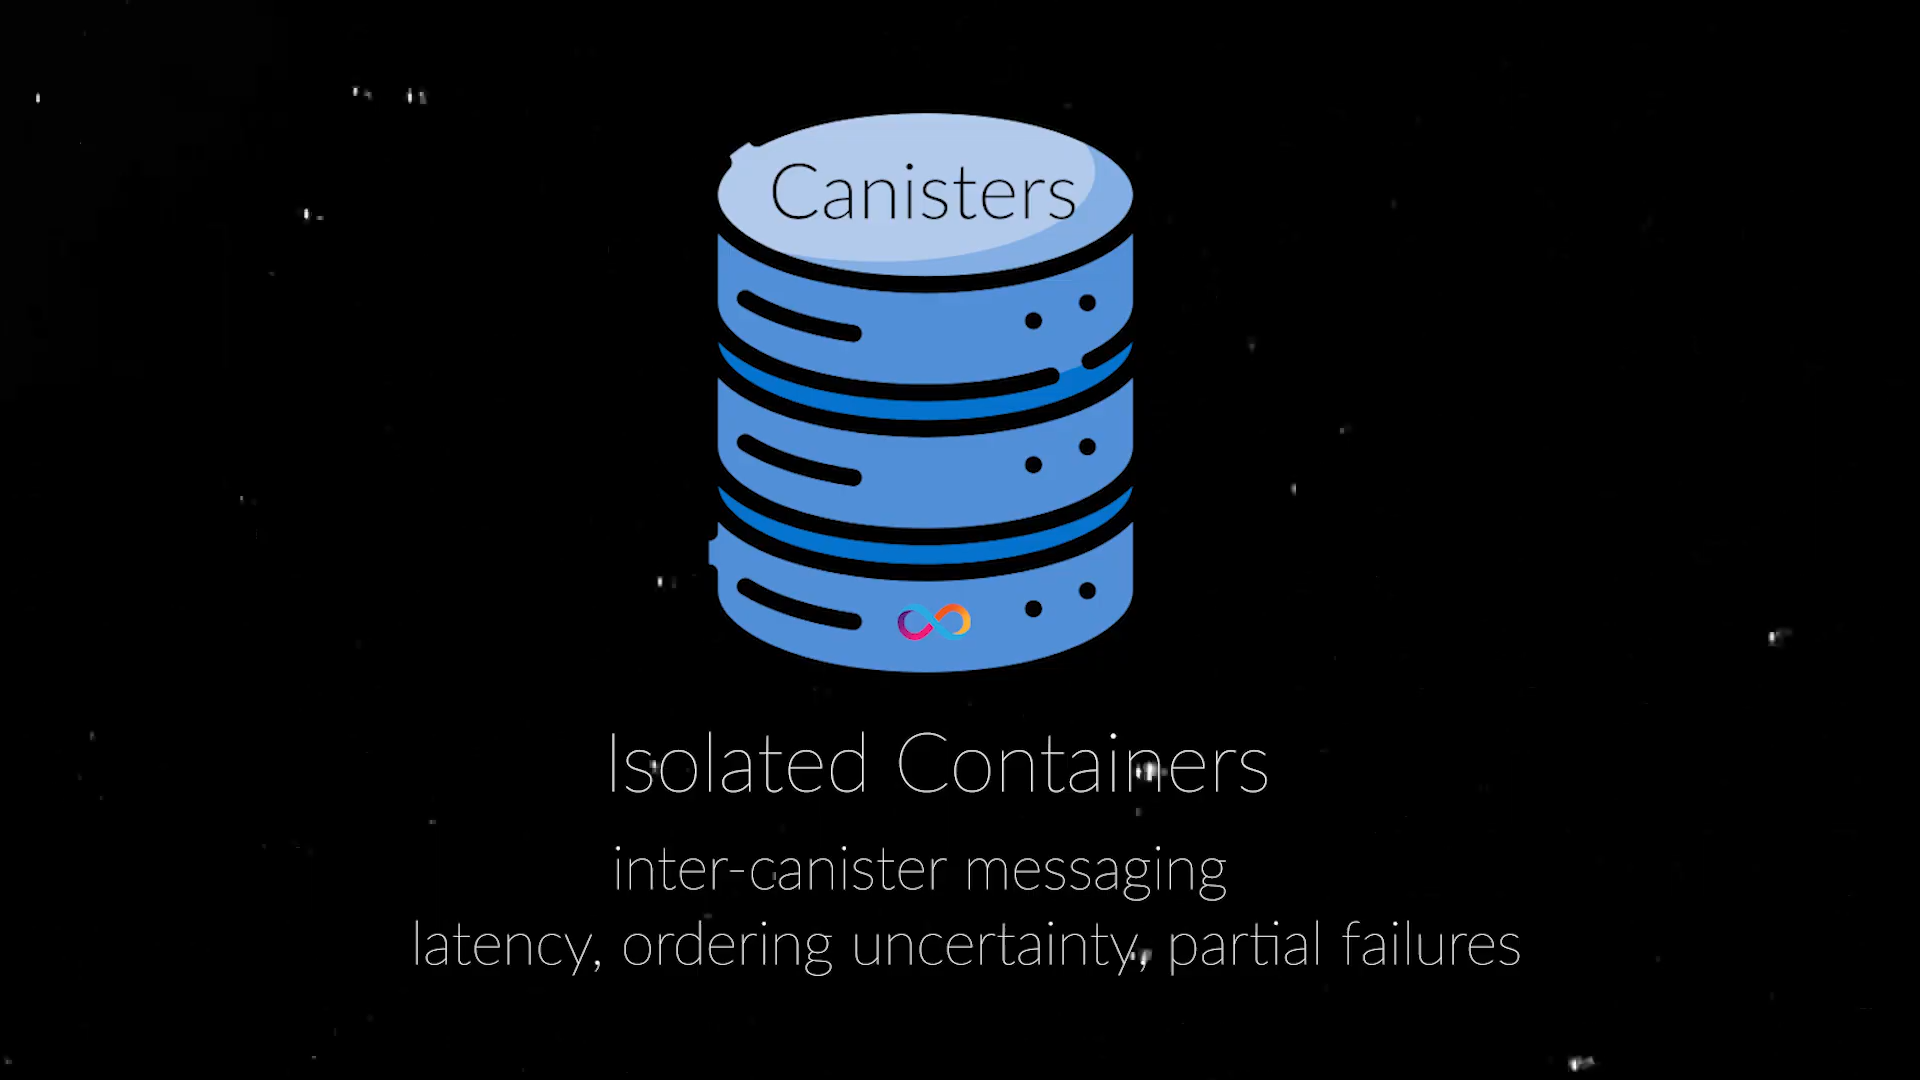 Canisters
Isolated Containers
inter-canister messaging
latency, ordering uncertainty, partial failures